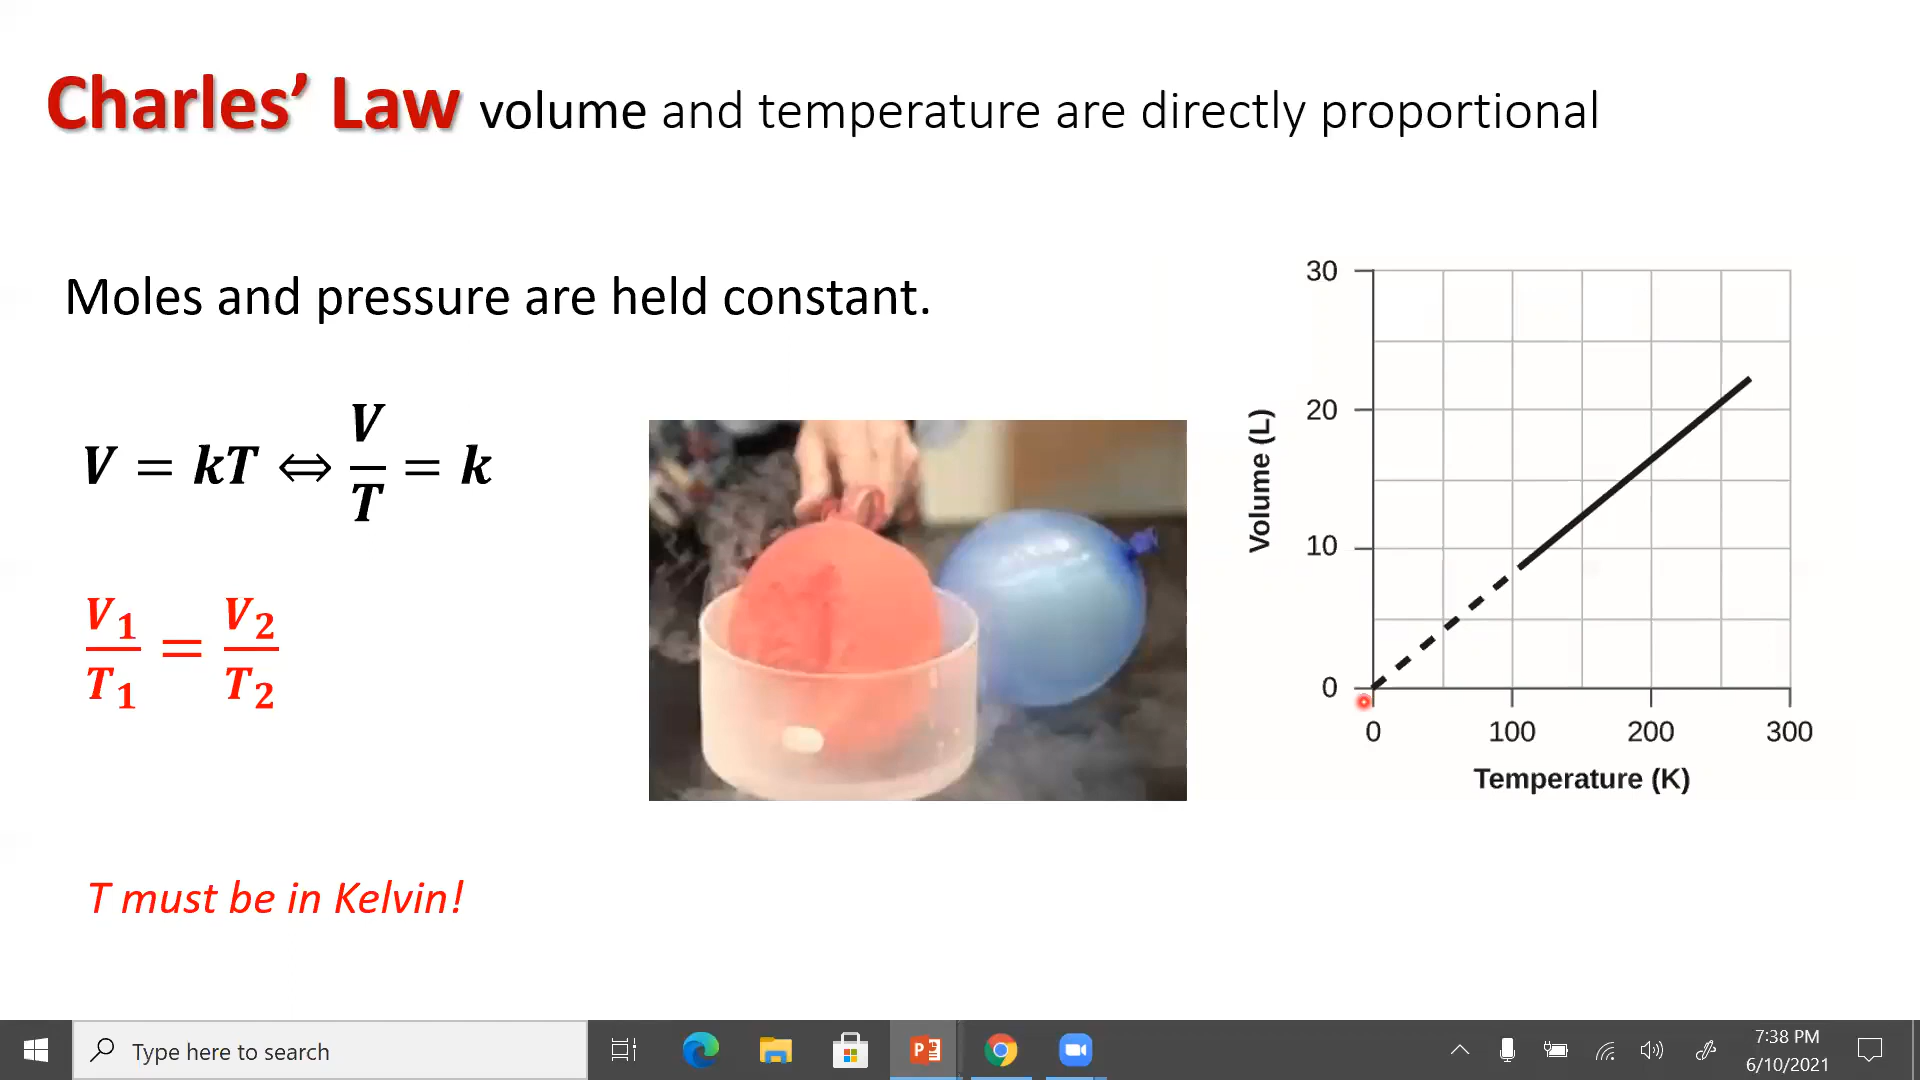 Charles’ Law volume and temperature are directly proportional
Moles and pressure are held constant.
V = kT ⇔ V/T = k
V₁/T₁ = V₂/T₂
T must be in Kelvin!
30
20
10
0
Volume (L)
0 100 200 300
Temperature (K)
Type here to search
7:38 PM
6/10/2021